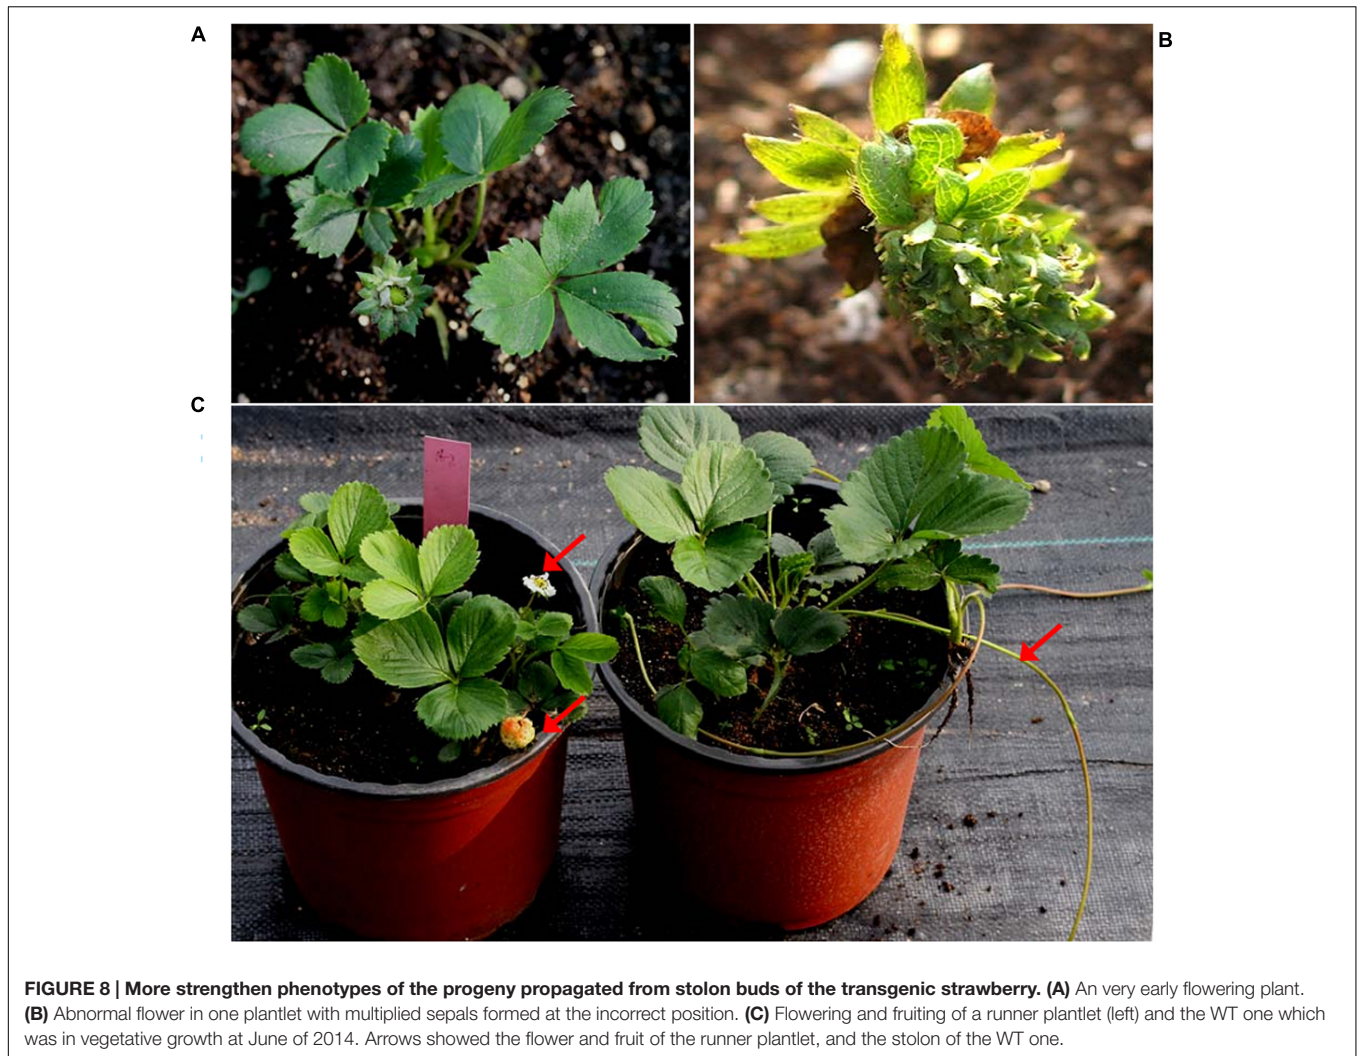 A
B
C
FIGURE 8 | More strengthen phenotypes of the progeny propagated from stolon buds of the transgenic strawberry. (A) An very early flowering plant.
(B) Abnormal flower in one plantlet with multiplied sepals formed at the incorrect position. (C) Flowering and fruiting of a runner plantlet (left) and the WT one which
was in vegetative growth at June of 2014. Arrows showed the flower and fruit of the runner plantlet, and the stolon of the WT one.